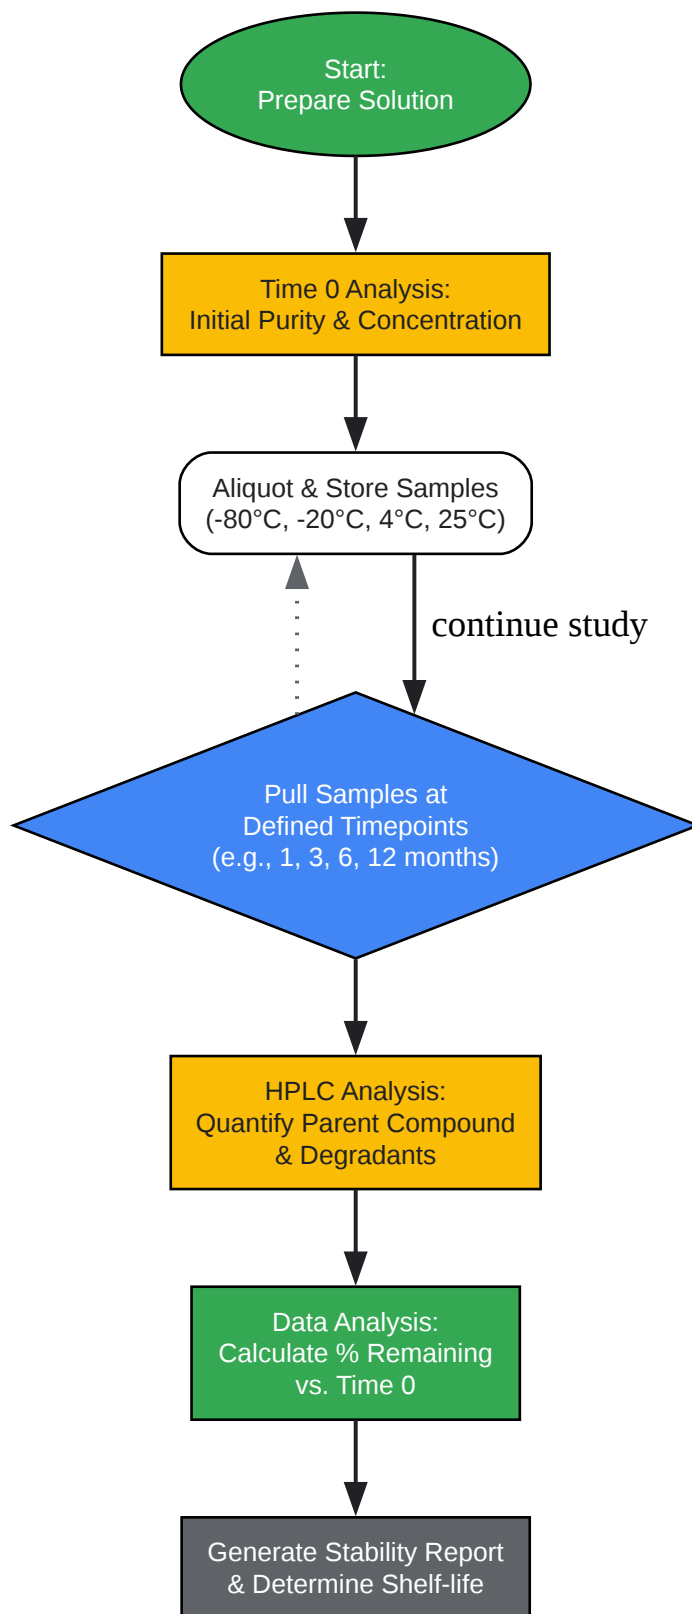 Start:
Prepare Solution
Time 0 Analysis:
Initial Purity & Concentration
Aliquot & Store Samples
(-80°C, -20°C, 4°C, 25°C)
continue study
Pull Samples at
Defined Timepoints
(e.g., 1, 3, 6, 12 months)
HPLC Analysis:
Quantify Parent Compound
& Degradants
Data Analysis:
Calculate % Remaining
vs. Time 0
Generate Stability Report
& Determine Shelf-life